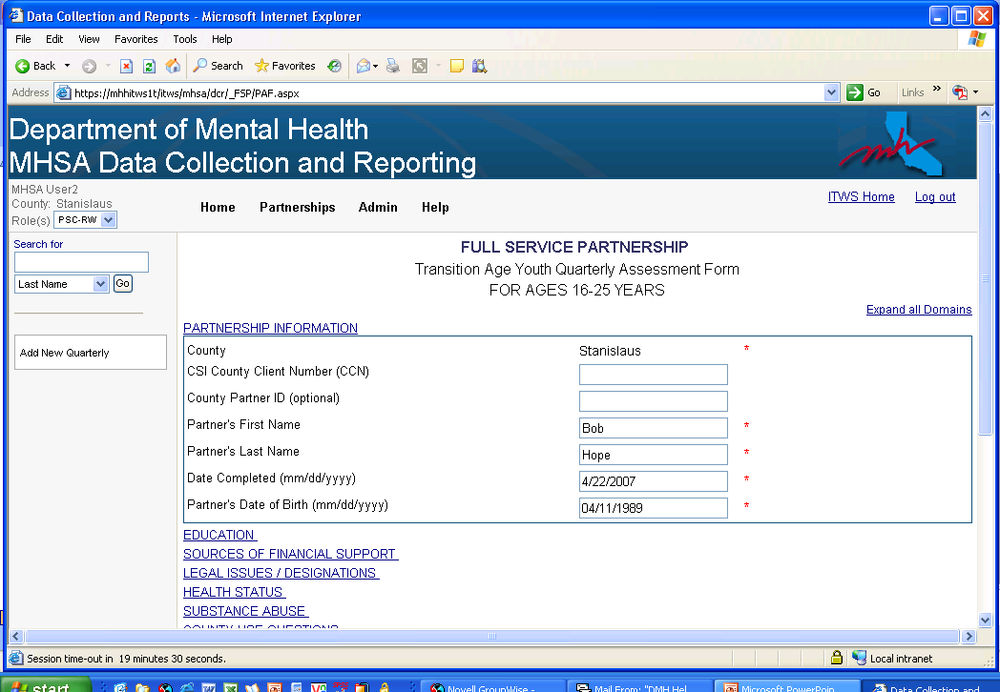 Data Collection and Reports - Microsoft Internet Explorer
File Edit View Favorites Tools Help
Back Search Favorites
Address https://mhhitws1t/itws/mhsa/dcr/_FSP/PAF.aspx Go Links »
Department of Mental Health
MHSA Data Collection and Reporting
mh
MHSA User2
County: Stanislaus
Role(s) PSC-RW
Home Partnerships Admin Help
ITWS Home Log out
Search for
Last Name Go
Add New Quarterly
FULL SERVICE PARTNERSHIP
Transition Age Youth Quarterly Assessment Form
FOR AGES 16-25 YEARS
Expand all Domains
PARTNERSHIP INFORMATION
County Stanislaus *
CSI County Client Number (CCN)
County Partner ID (optional)
Partner's First Name Bob *
Partner's Last Name Hope *
Date Completed (mm/dd/yyyy) 4/22/2007 *
Partner's Date of Birth (mm/dd/yyyy) 04/11/1989 *
EDUCATION
SOURCES OF FINANCIAL SUPPORT
LEGAL ISSUES / DESIGNATIONS
HEALTH STATUS
SUBSTANCE ABUSE
COUNTY USE QUESTIONS
Session time-out in 19 minutes 30 seconds. Local intranet
start Novell GroupWise - Mail From: "DMH Hel Microsoft PowerPoin Data Collection and